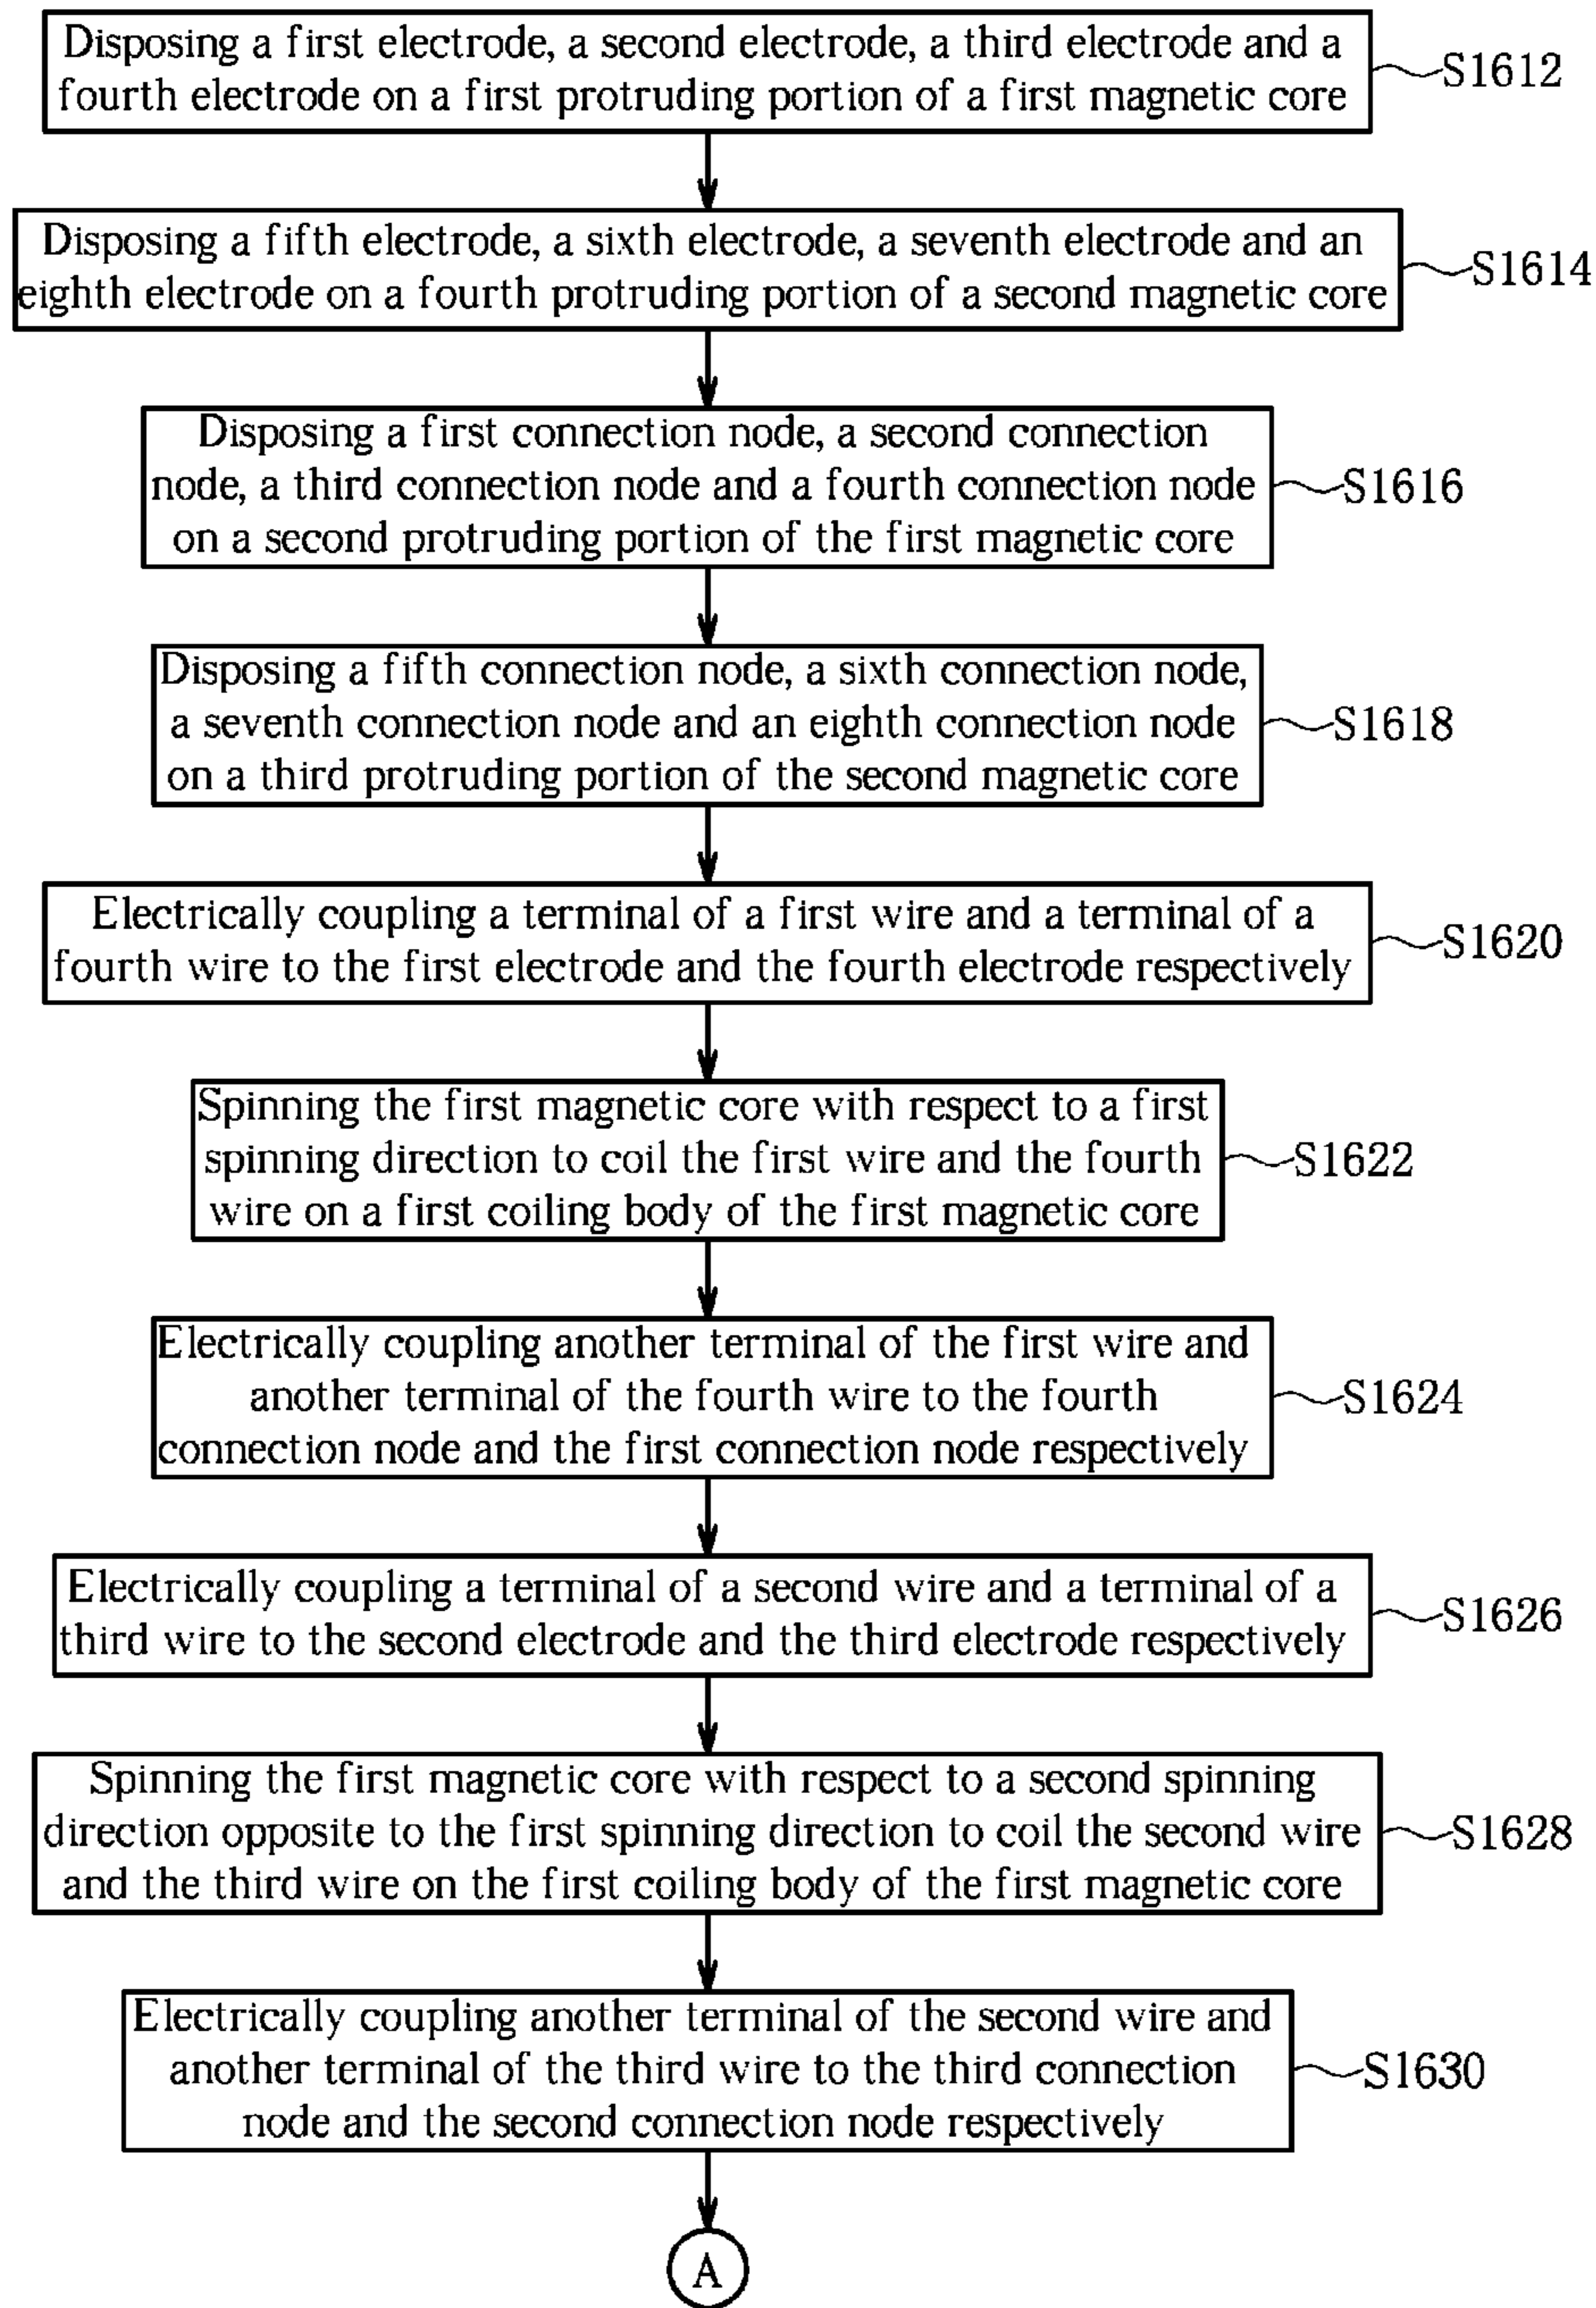 Disposing a first electrode, a second electrode, a third electrode and a
fourth electrode on a first protruding portion of a first magnetic core
S1612
Disposing a fifth electrode, a sixth electrode, a seventh electrode and an
eighth electrode on a fourth protruding portion of a second magnetic core
S1614
Disposing a first connection node, a second connection
node, a third connection node and a fourth connection node
on a second protruding portion of the first magnetic core
S1616
Disposing a fifth connection node, a sixth connection node,
a seventh connection node and an eighth connection node
on a third protruding portion of the second magnetic core
S1618
Electrically coupling a terminal of a first wire and a terminal of a
fourth wire to the first electrode and the fourth electrode respectively
S1620
Spinning the first magnetic core with respect to a first
spinning direction to coil the first wire and the fourth
wire on a first coiling body of the first magnetic core
S1622
Electrically coupling another terminal of the first wire and
another terminal of the fourth wire to the fourth
connection node and the first connection node respectively
S1624
Electrically coupling a terminal of a second wire and a terminal of a
third wire to the second electrode and the third electrode respectively
S1626
Spinning the first magnetic core with respect to a second spinning
direction opposite to the first spinning direction to coil the second wire
and the third wire on the first coiling body of the first magnetic core
S1628
Electrically coupling another terminal of the second wire and
another terminal of the third wire to the third connection
node and the second connection node respectively
S1630
A